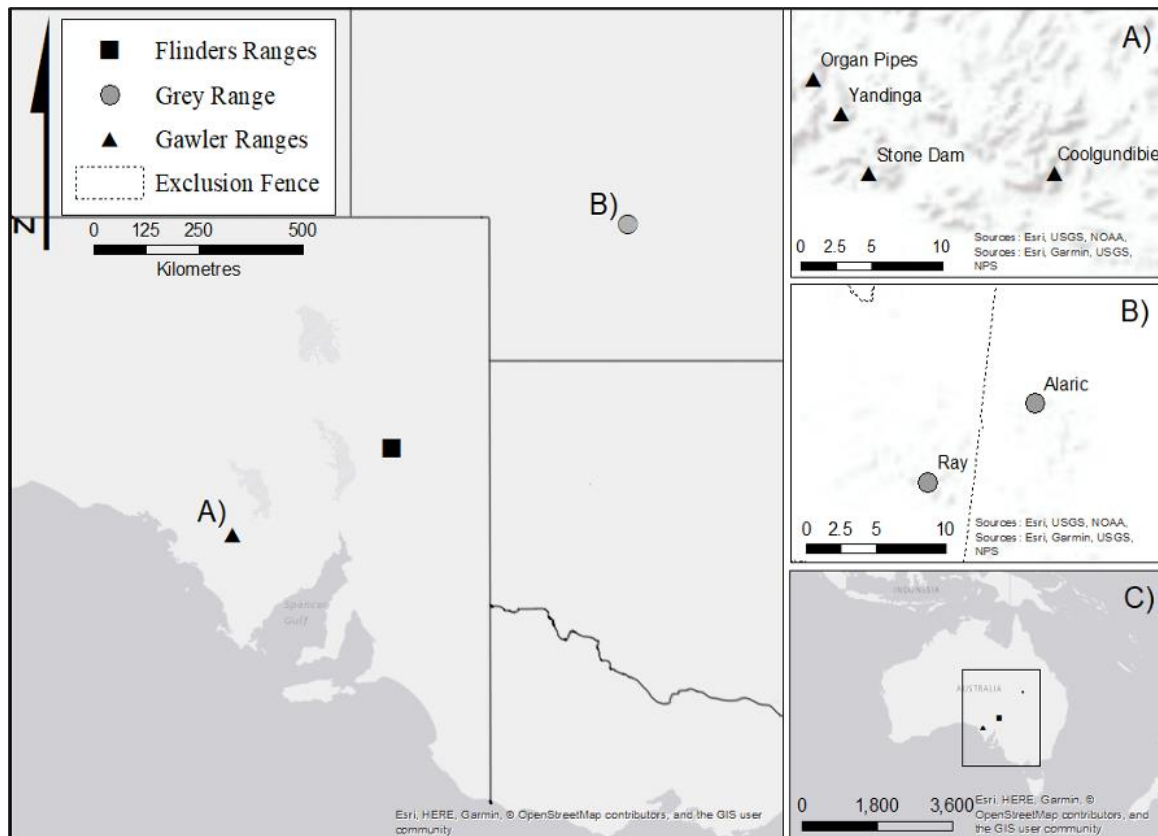 Flinders Ranges
Grey Range
Gawler Ranges
Exclusion Fence
N
0 125 250 500
Kilometres
B)
A)
Spencer
Gulf
Esri, HERE, Garmin, © OpenStreetMap contributors, and the GIS user
community
A)
Organ Pipes
Yandinga
Stone Dam
Coolgundibie
0 2.5 5 10
Sources: Esri, USGS, NOAA,
Sources: Esri, Garmin, USGS,
NPS
B)
Alaric
Ray
0 2.5 5 10
Sources: Esri, USGS, NOAA,
Sources: Esri, Garmin, USGS,
NPS
C)
INDONESIA
AUSTRALIA
0 1,800 3,600
Esri, HERE, Garmin, ©
OpenStreetMap contributors, and
the GIS user community